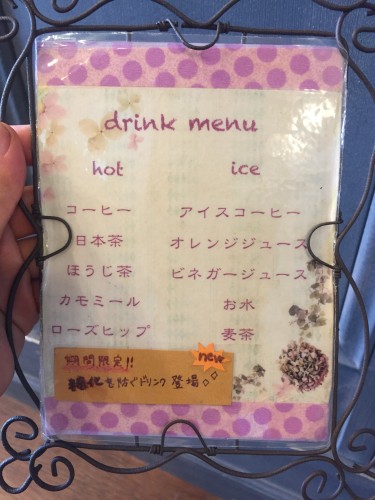 drink menu
hot
ice
コーヒー
日本茶
ほうじ茶
カモミール
ローズヒップ
アイスコーヒー
オレンジジュース
ビネガージュース
お水
麦茶
new
期間限定!!
糖化を防ぐドリンク 登場。